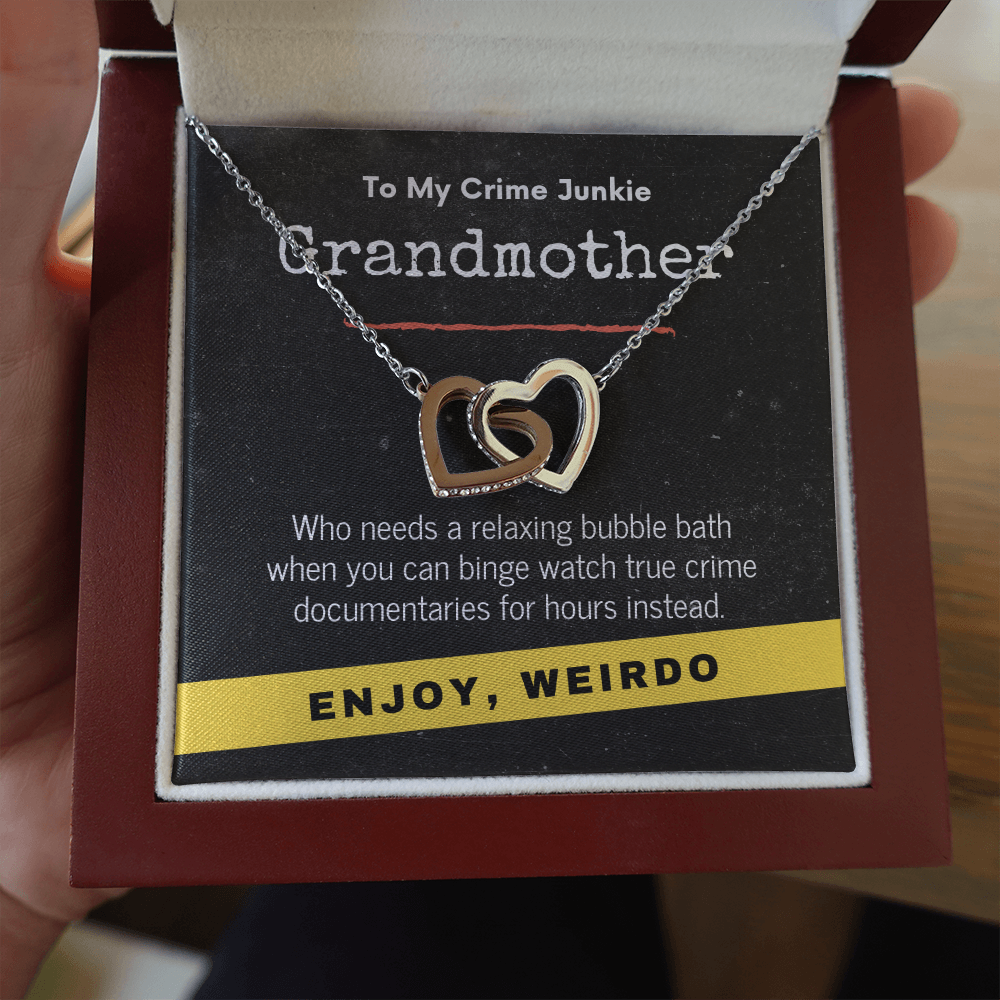 To My Crime Junkie
Grandmother
Who needs a relaxing bubble bath
when you can binge watch true crime
documentaries for hours instead.
ENJOY, WEIRDO